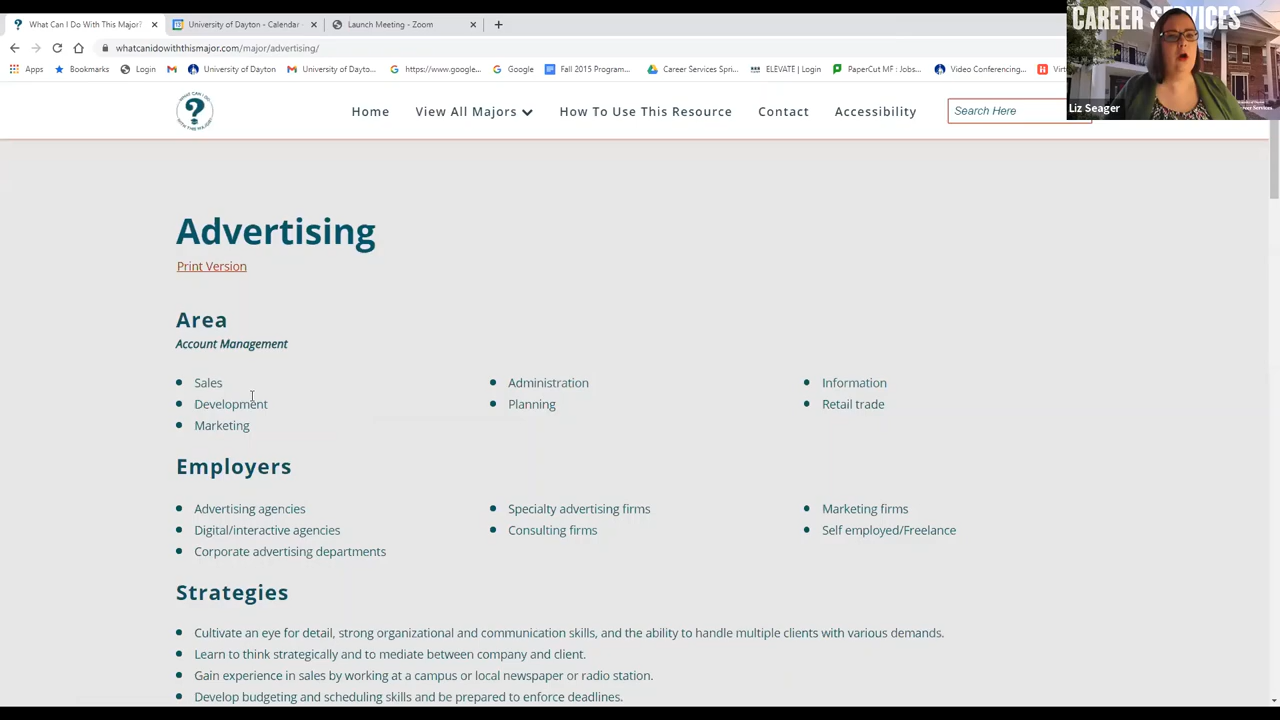 What Can I Do With This Major?
University of Dayton - Calendar
Launch Meeting - Zoom
whatcanidowiththismajor.com/major/advertising/
Apps Bookmarks Login University of Dayton University of Dayto... https://www.google... Google Fall 2015 Program... Career Services Spri... ELEVATE | Login PaperCut MF : Jobs... Video Conferencing... Virt
CAREER SERVICES
Liz Seager
Home View All Majors How To Use This Resource Contact Accessibility Search Here
Advertising
Print Version
Area
Account Management
Sales Administration Information
Development Planning Retail trade
Marketing
Employers
Advertising agencies Specialty advertising firms Marketing firms
Digital/interactive agencies Consulting firms Self employed/Freelance
Corporate advertising departments
Strategies
Cultivate an eye for detail, strong organizational and communication skills, and the ability to handle multiple clients with various demands.
Learn to think strategically and to mediate between company and client.
Gain experience in sales by working at a campus or local newspaper or radio station.
Develop budgeting and scheduling skills and be prepared to enforce deadlines.